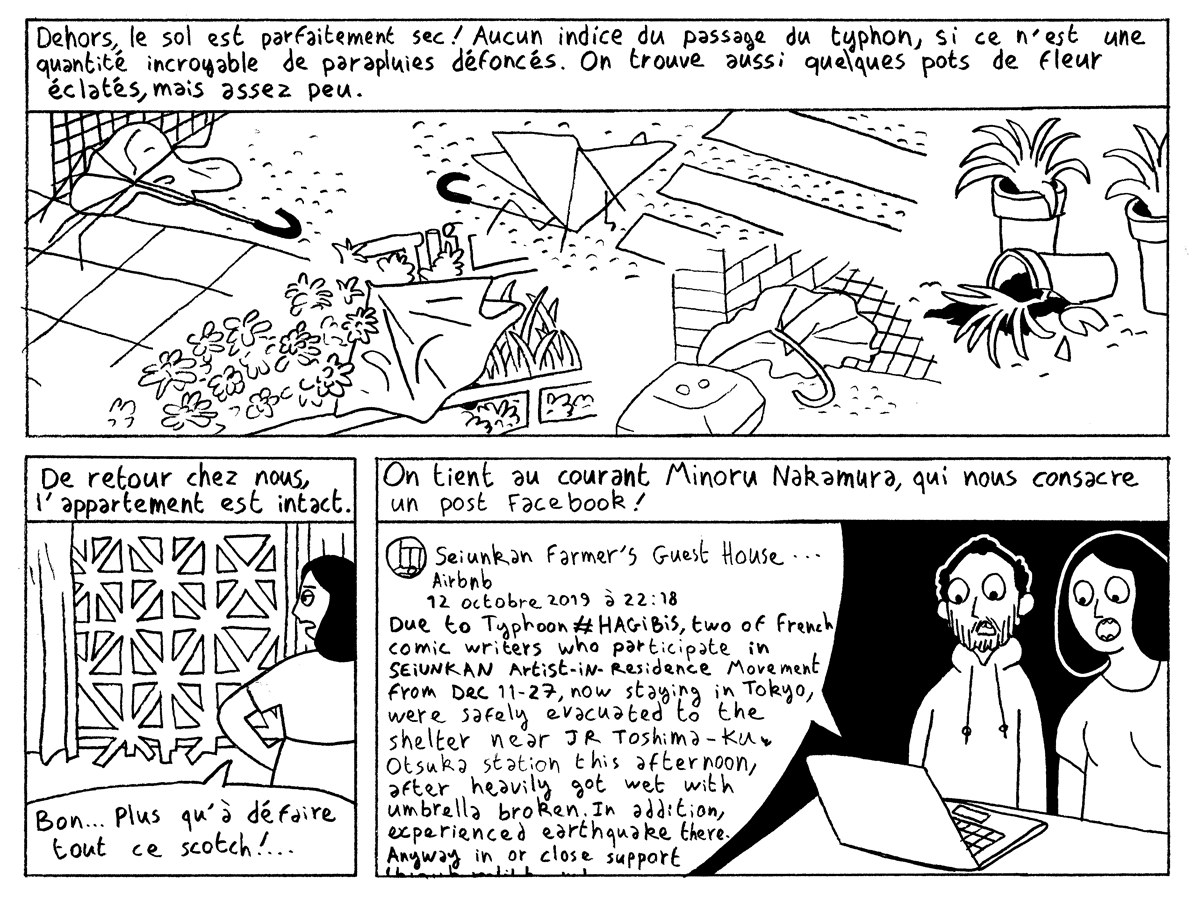 Dehors, le sol est parfaitement sec! Aucun indice du passage du typhon, si ce n'est une
quantité incroyable de parapluies défoncés. On trouve aussi quelques pots de fleur
éclatés, mais assez peu.
De retour chez nous,
l'appartement est intact.
Bon... Plus qu'à défaire
tout ce scotch!...
On tient au courant Minoru Nakamura, qui nous consacre
un post Facebook!
Seiunkan Farmer's Guest House ...
Airbnb
12 octobre 2019 à 22:18
Due to Typhoon #HAGiBiS, two of French
comic writers who participate in
SEiUNKAN Artist-iN-Residence Movement
from Dec 11-27, now staying in Tokyo,
were safely evacuated to the
shelter near JR Toshima-Ku,
Otsuka station this afternoon,
after heavily got wet with
umbrella broken. In addition,
experienced earthquake there.
Anyway in or close support